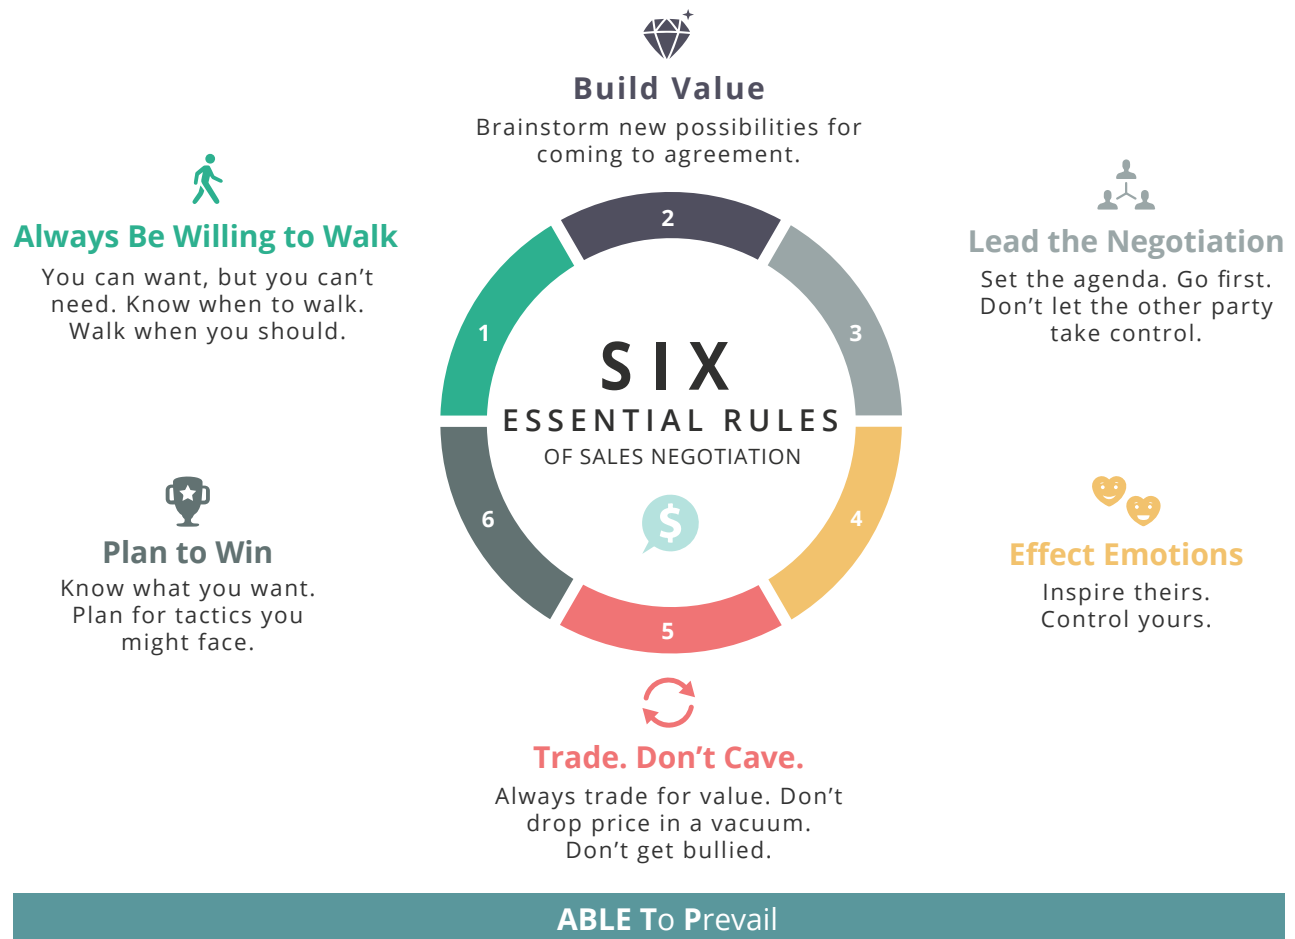 Build Value
Brainstorm new possibilities for
coming to agreement.
Always Be Willing to Walk
You can want, but you can’t
need. Know when to walk.
Walk when you should.
Lead the Negotiation
Set the agenda. Go first.
Don’t let the other party
take control.
2
1
3
SIX
ESSENTIAL RULES
OF SALES NEGOTIATION
$
6
4
5
Plan to Win
Know what you want.
Plan for tactics you
might face.
Effect Emotions
Inspire theirs.
Control yours.
Trade. Don’t Cave.
Always trade for value. Don’t
drop price in a vacuum.
Don’t get bullied.
ABLE To Prevail